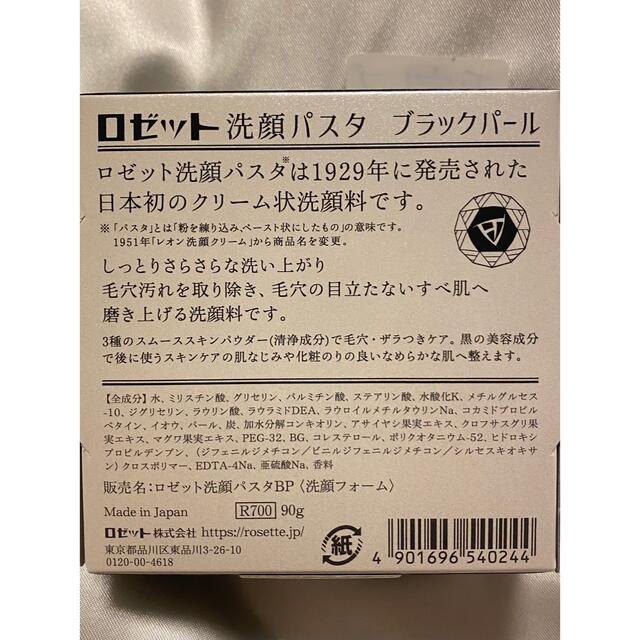 ロゼット 洗顔パスタ ブラックパール
ロゼット洗顔パスタ※は1929年に発売された
日本初のクリーム状洗顔料です。
※「パスタ」とは「粉を練り込み、ペースト状にしたもの」の意味です。
1951年「レオン洗顔クリーム」から商品名を変更。
しっとりさらさらな洗い上がり
毛穴汚れを取り除き、毛穴の目立たないすべ肌へ
磨き上げる洗顔料です。
3種のスムーススキンパウダー(清浄成分)で毛穴・ザラつきケア。黒の美容成分
で後に使うスキンケアの肌なじみや化粧のりの良いなめらかな肌へ整えます。
【全成分】水、ミリスチン酸、グリセリン、パルミチン酸、ステアリン酸、水酸化K、メチルグルセス
-10、ジグリセリン、ラウリン酸、ラウラミドDEA、ラウロイルメチルタウリンNa、コカミドプロピル
ベタイン、イオウ、パール、炭、加水分解コンキオリン、アサイヤシ果実エキス、クロフサスグリ果
実エキス、マグワ果実エキス、PEG-32、BG、コレステロール、ポリクオタニウム-52、ヒドロキシ
プロピルデンプン、(ジフェニルジメチコン/ビニルジフェニルジメチコン/シルセスキオキサ
ン)クロスポリマー、EDTA-4Na、亜硫酸Na、香料
販売名:ロゼット洗顔パスタBP〈洗顔フォーム〉
Made in Japan R700 90g
ロゼット株式会社 https://rosette.jp/
東京都品川区東品川3-26-10
0120-00-4618
紙
4 901696 540244